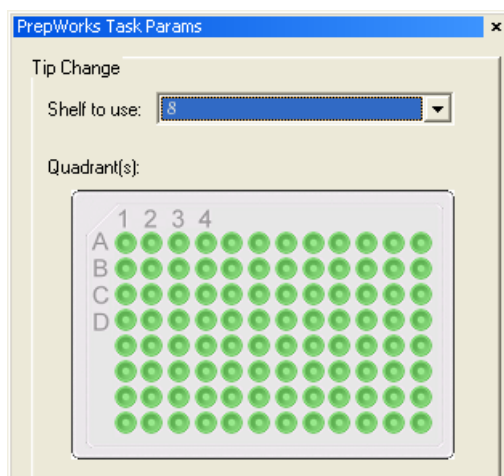 PrepWorks Task Params
Tip Change
Shelf to use: 8
Quadrant(s):
1 2 3 4
A
B
C
D